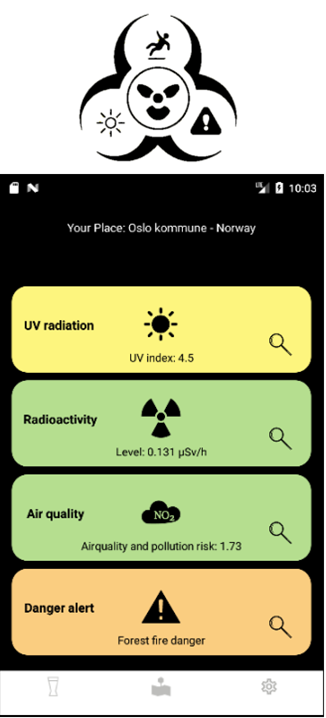 10:03
Your Place: Oslo kommune - Norway
UV radiation
UV index: 4.5
Radioactivity
Level: 0.131 µSv/h
Air quality
NO₂
Airquality and pollution risk: 1.73
Danger alert
Forest fire danger